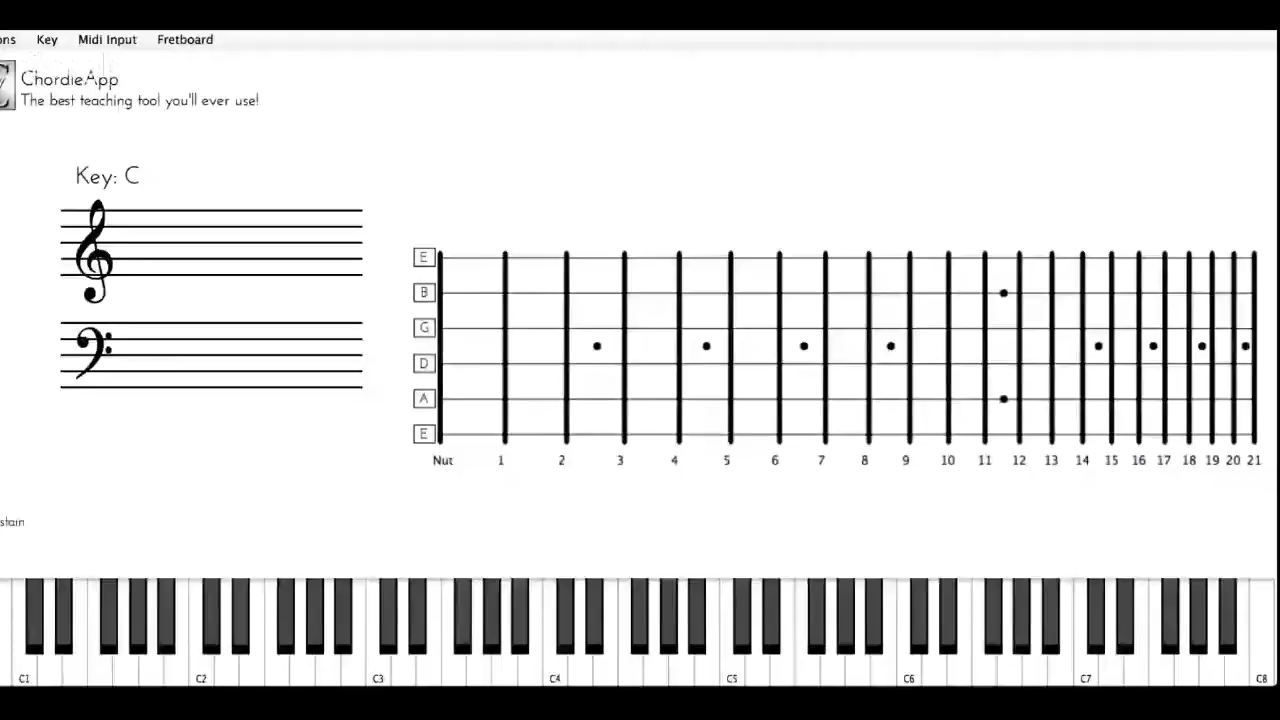 ons Key Midi Input Fretboard
ChordieApp
The best teaching tool you'll ever use!
Key: C
E
B
G
D
A
E
Nut 1 2 3 4 5 6 7 8 9 10 11 12 13 14 15 16 17 18 19 20 21
stain
C1 C2 C3 C4 C5 C6 C7 C8